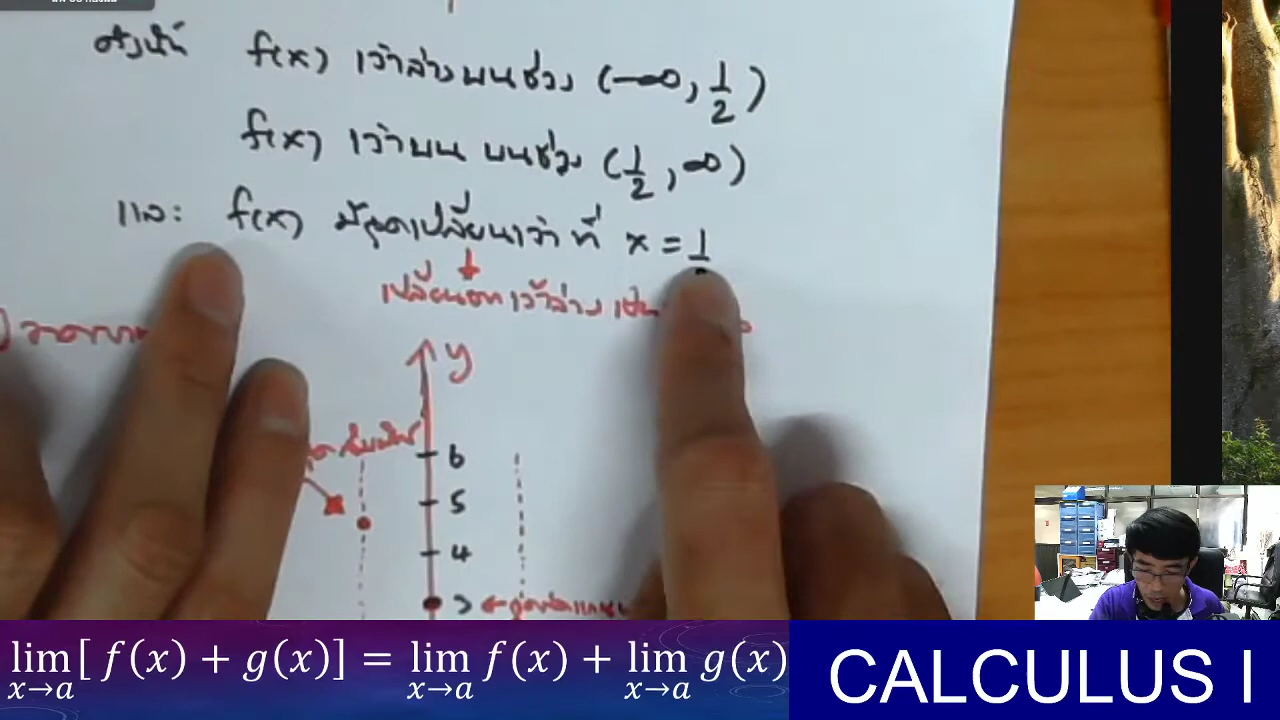 ดังนั้น f(x) เว้าล่างบนช่วง (-∞, 1/2)
f(x) เว้าบน บนช่วง (1/2, ∞)
และ f(x) มีจุดเปลี่ยนเว้าที่ x = 1
เปลี่ยนจาก เว้าล่าง เป็น
y
6
5
4
3
lim x→a [ f(x) + g(x)] = lim x→a f(x) + lim x→a g(x)
CALCULUS I